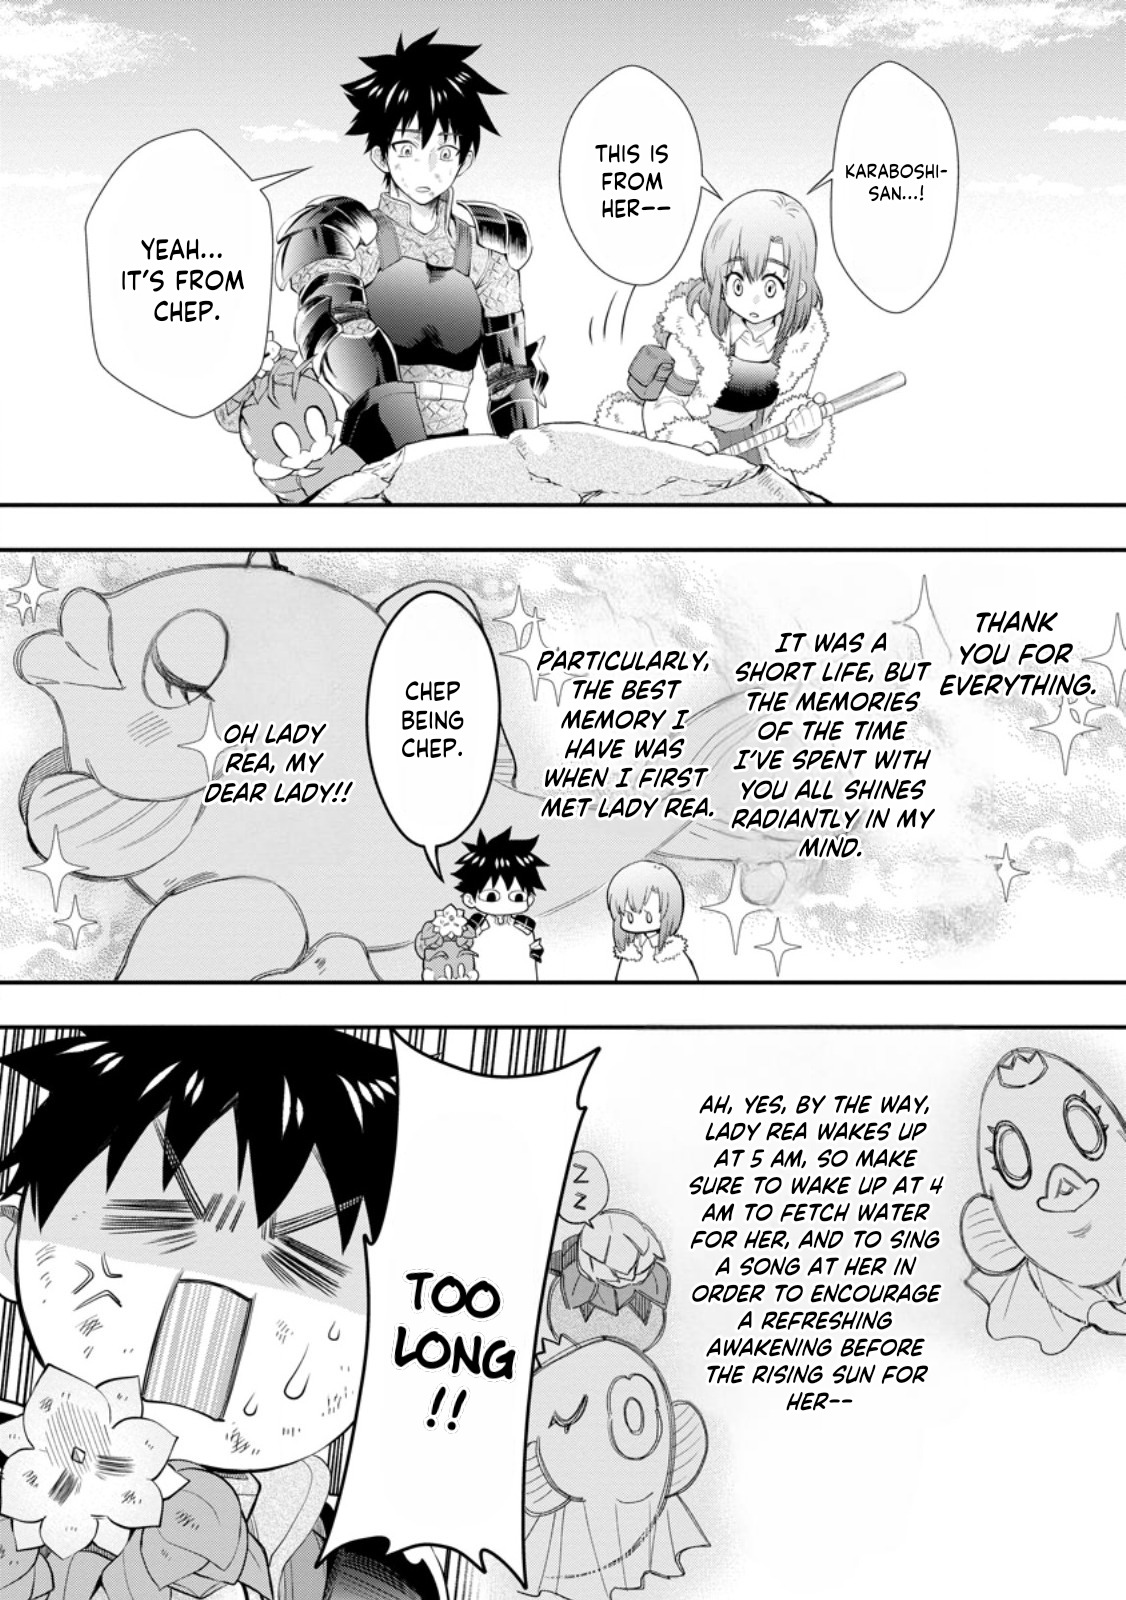 KARABOSHI-
SAN...!
THIS IS
FROM
HER--
YEAH...
IT'S FROM
CHEP.
THANK
YOU FOR
EVERYTHING.
IT WAS A
SHORT LIFE, BUT
THE MEMORIES
OF THE TIME
I'VE SPENT WITH
YOU ALL SHINES
RADIANTLY IN MY
MIND.
PARTICULARLY,
THE BEST
MEMORY I
HAVE WAS
WHEN I FIRST
MET LADY REA.
CHEP
BEING
CHEP.
OH LADY
REA, MY
DEAR LADY!!
AH, YES, BY THE WAY,
LADY REA WAKES UP
AT 5 AM, SO MAKE
SURE TO WAKE UP AT 4
AM TO FETCH WATER
FOR HER, AND TO SING
A SONG AT HER IN
ORDER TO ENCOURAGE
A REFRESHING
AWAKENING BEFORE
THE RISING SUN FOR
HER--
Z
Z
TOO
LONG
!!